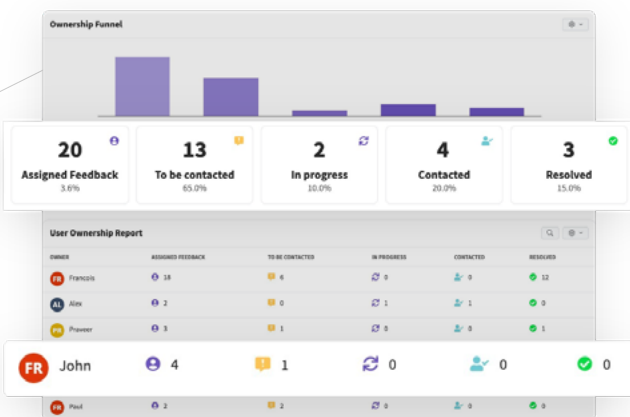 Ownership Funnel
20 13 2 4 3
Assigned Feedback To be contacted In progress Contacted Resolved
3.6% 65.0% 10.0% 20.0% 15.0%
User Ownership Report
OWNER ASSIGNED FEEDBACK TO BE CONTACTED IN PROGRESS CONTACTED RESOLVED
FR Francois 18 6 0 0 12
AL Alex 2 0 1 1 0
PR Praveer 3 1 0 0 1
FR John 4 1 0 0 0
FR Paul 2 2 0 0 0